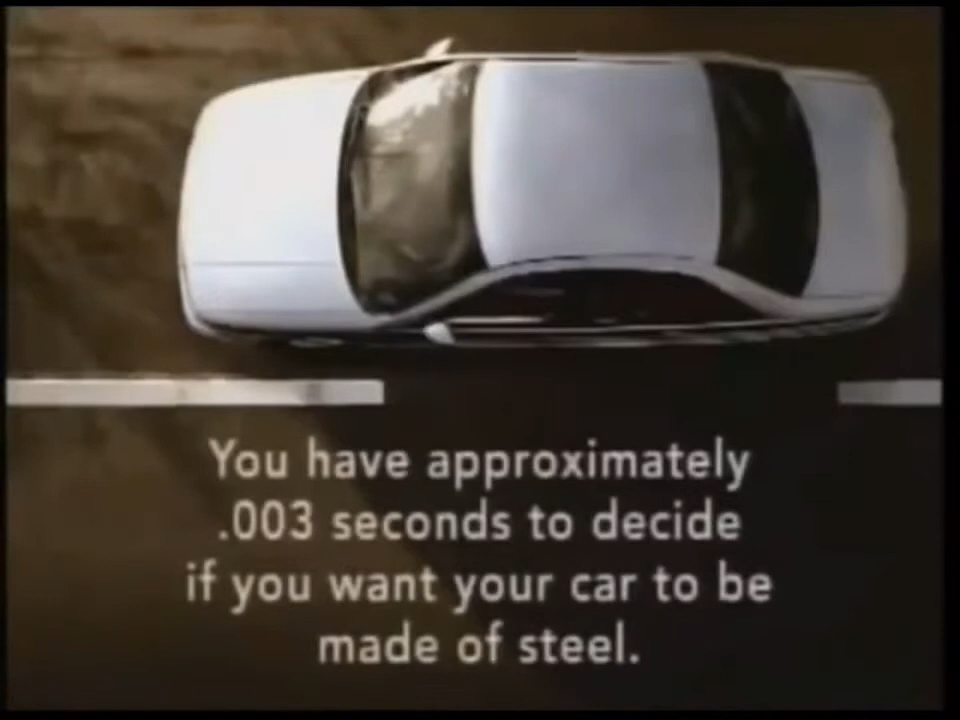 You have approximately
.003 seconds to decide
if you want your car to be
made of steel.